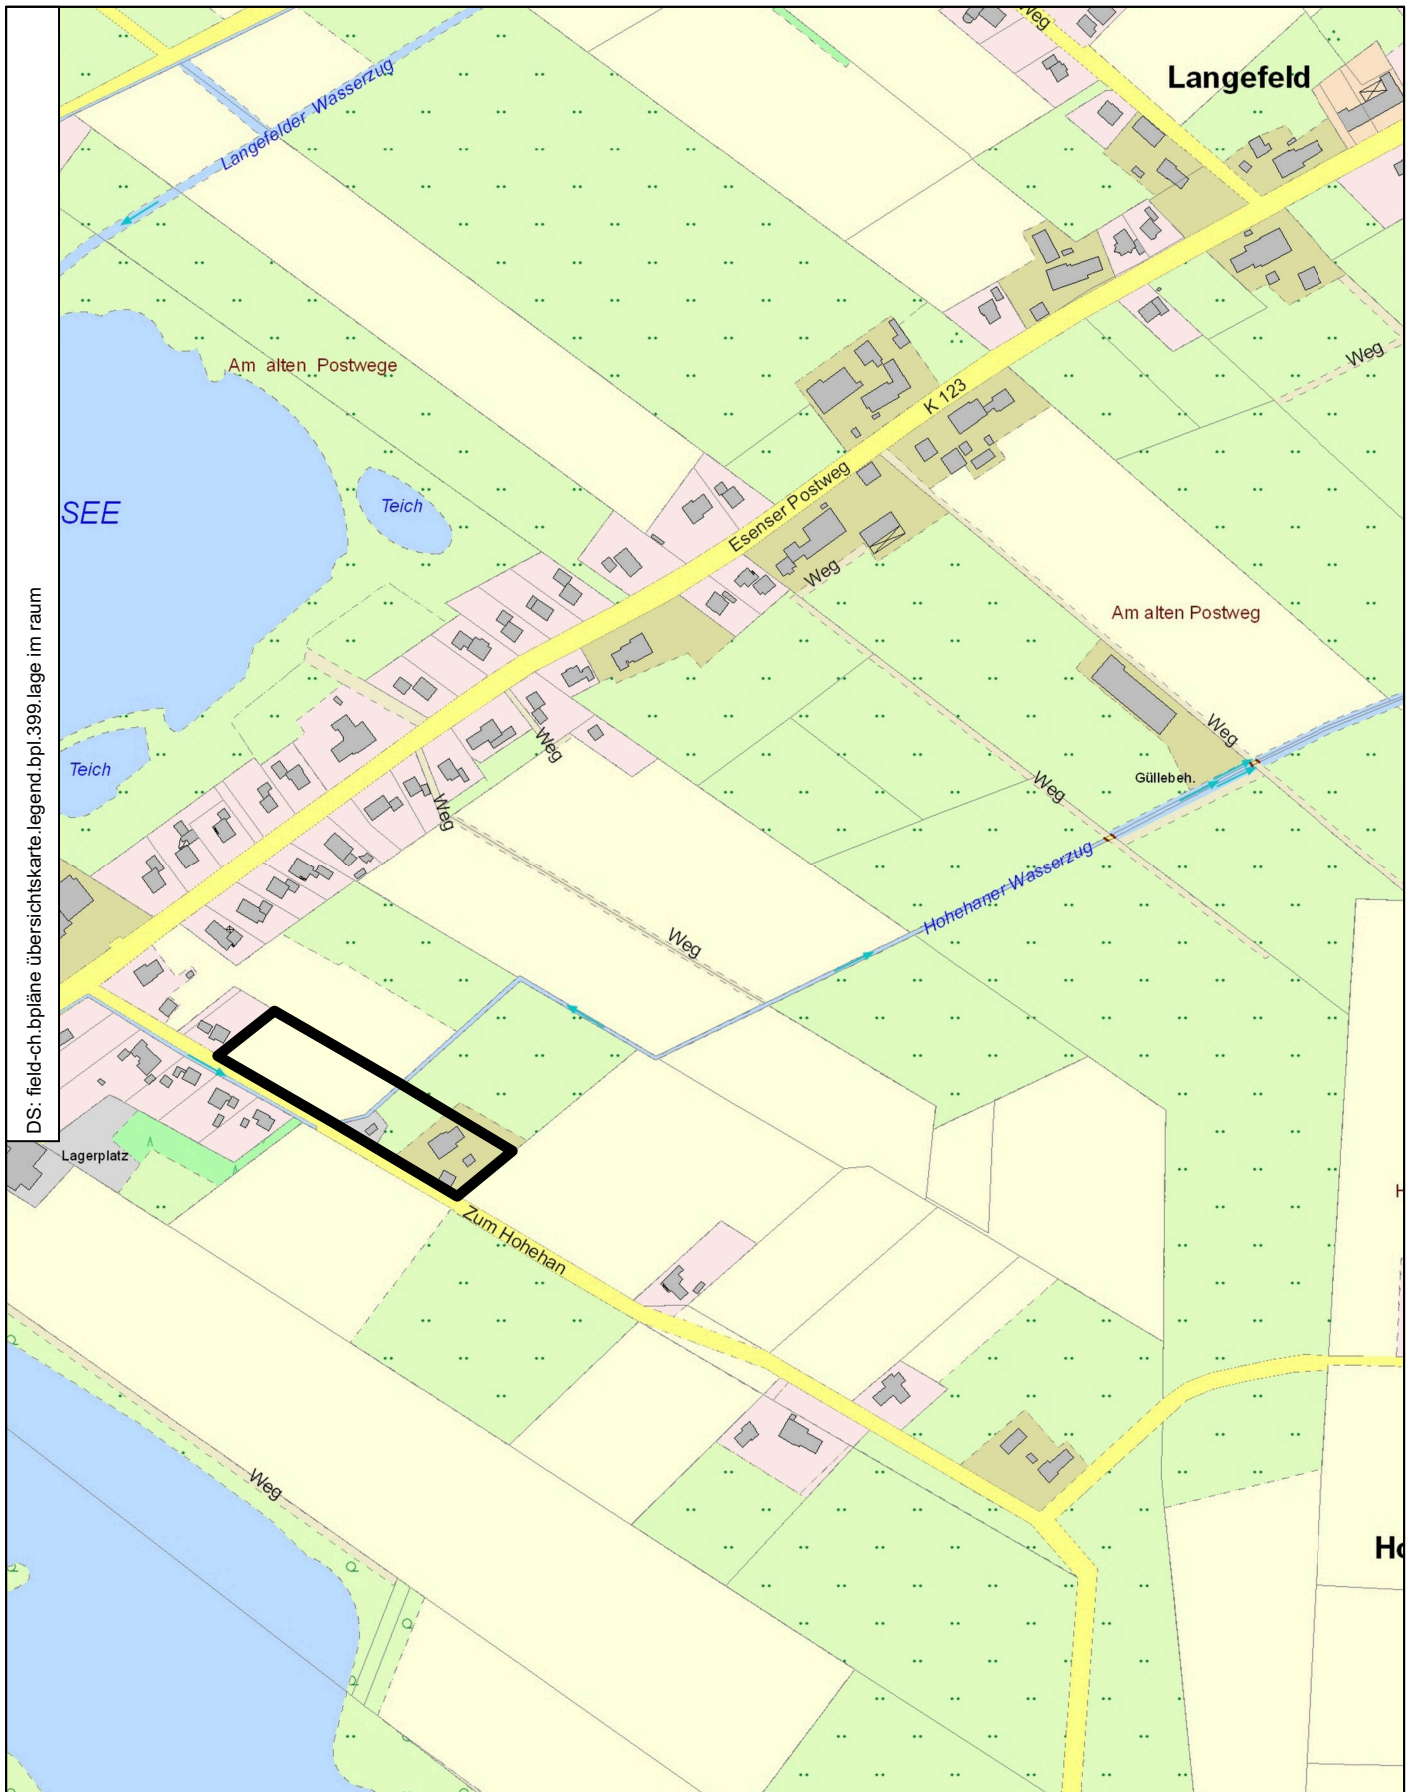 Weg
Langefeld
Langefelder Wasserzug
Weg
Am alten Postwege
K 123
SEE
Teich
Esenser Postweg
Weg
Am alten Postweg
DS: field-ch.bpläne übersichtskarte.legend.bpl.399.lage im raum
Weg
Weg
Teich
Güllebeh.
Weg
Weg
Hohehaner Wasserzug
Weg
Lagerplatz
H
Zum Hohehan
Weg
Ho